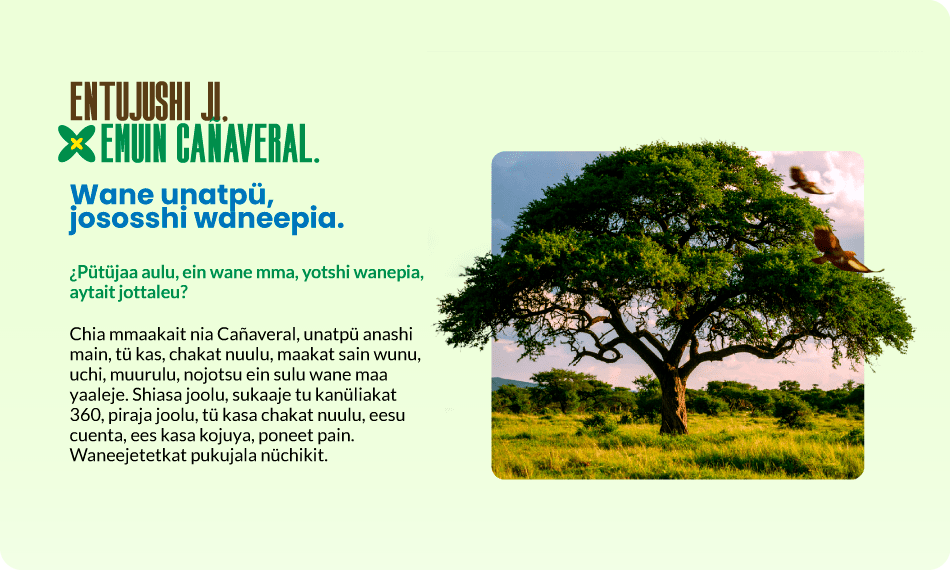 ENTUJUSHI JI.
EMUIN CAÑAVERAL.
Wane unatpü,
jososshi wdneepia.
¿Pütüjaa aulu, ein wane mma, yotshi wanepia,
aytait jottaleu?
Chia mmaakait nia Cañaveral, unatpü anashi
main, tü kas, chakat nuulu, maakat sain wunu,
uchi, muurulu, nojotsu ein sulu wane maa
yaaleje. Shiasa joolu, sukaaje tu kanüliakat
360, piraja joolu, tü kasa chakat nuulu, eesu
cuenta, ees kasa kojuya, poneet pain.
Waneejetetkat pukujala nüchikit.